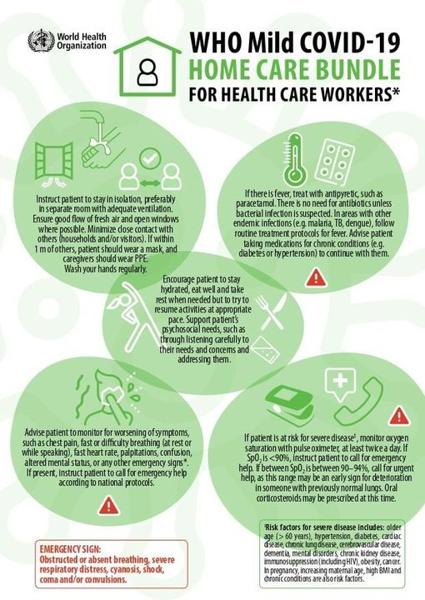 World Health
Organization
WHO Mild COVID-19
HOME CARE BUNDLE
FOR HEALTH CARE WORKERS*
Instruct patient to stay in isolation, preferably
in separate room with adequate ventilation.
Ensure good flow of fresh air and open windows
where possible. Minimize close contact with
others (households and/or visitors). If within
1 m of others, patient should wear a mask, and
caregivers should wear PPE.
Wash your hands regularly.
If there is fever, treat with antipyretic, such as
paracetamol. There is no need for antibiotics unless
bacterial infection is suspected. In areas with other
endemic infections (e.g. malaria, TB, dengue), follow
routine treatment protocols for fever. Advise patient
taking medications for chronic conditions (e.g.
diabetes or hypertension) to continue with them.
Encourage patient to stay
hydrated, eat well and take
rest when needed but to try to
resume activities at appropriate
pace. Support patient's
psychosocial needs, such as
through listening carefully to
their needs and concerns and
addressing them.
Advise patient to monitor for worsening of symptoms,
such as chest pain, fast or difficulty breathing (at rest or
while speaking), fast heart rate, palpitations, confusion,
altered mental status, or any other emergency signs*.
If present, instruct patient to call for emergency help
according to national protocols.
If patient is at risk for severe disease¹, monitor oxygen
saturation with pulse oximeter, at least twice a day. If
SpO₂ is <90%, instruct patient to call for emergency
help. If between SpO₂ is between 90–94%, call for urgent
help, as this range may be an early sign for deterioration
in someone with previously normal lungs. Oral
corticosteroids may be prescribed at this time.
EMERGENCY SIGN:
Obstructed or absent breathing, severe
respiratory distress, cyanosis, shock,
coma and/or convulsions.
¹Risk factors for severe disease includes: older
age (> 60 years), hypertension, diabetes, cardiac
disease, chronic lung disease, cerebrovascular disease,
dementia, mental disorders, chronic kidney disease,
immunosuppression (including HIV), obesity, cancer.
In pregnancy, increasing maternal age, high BMI and
chronic conditions are also risk factors.